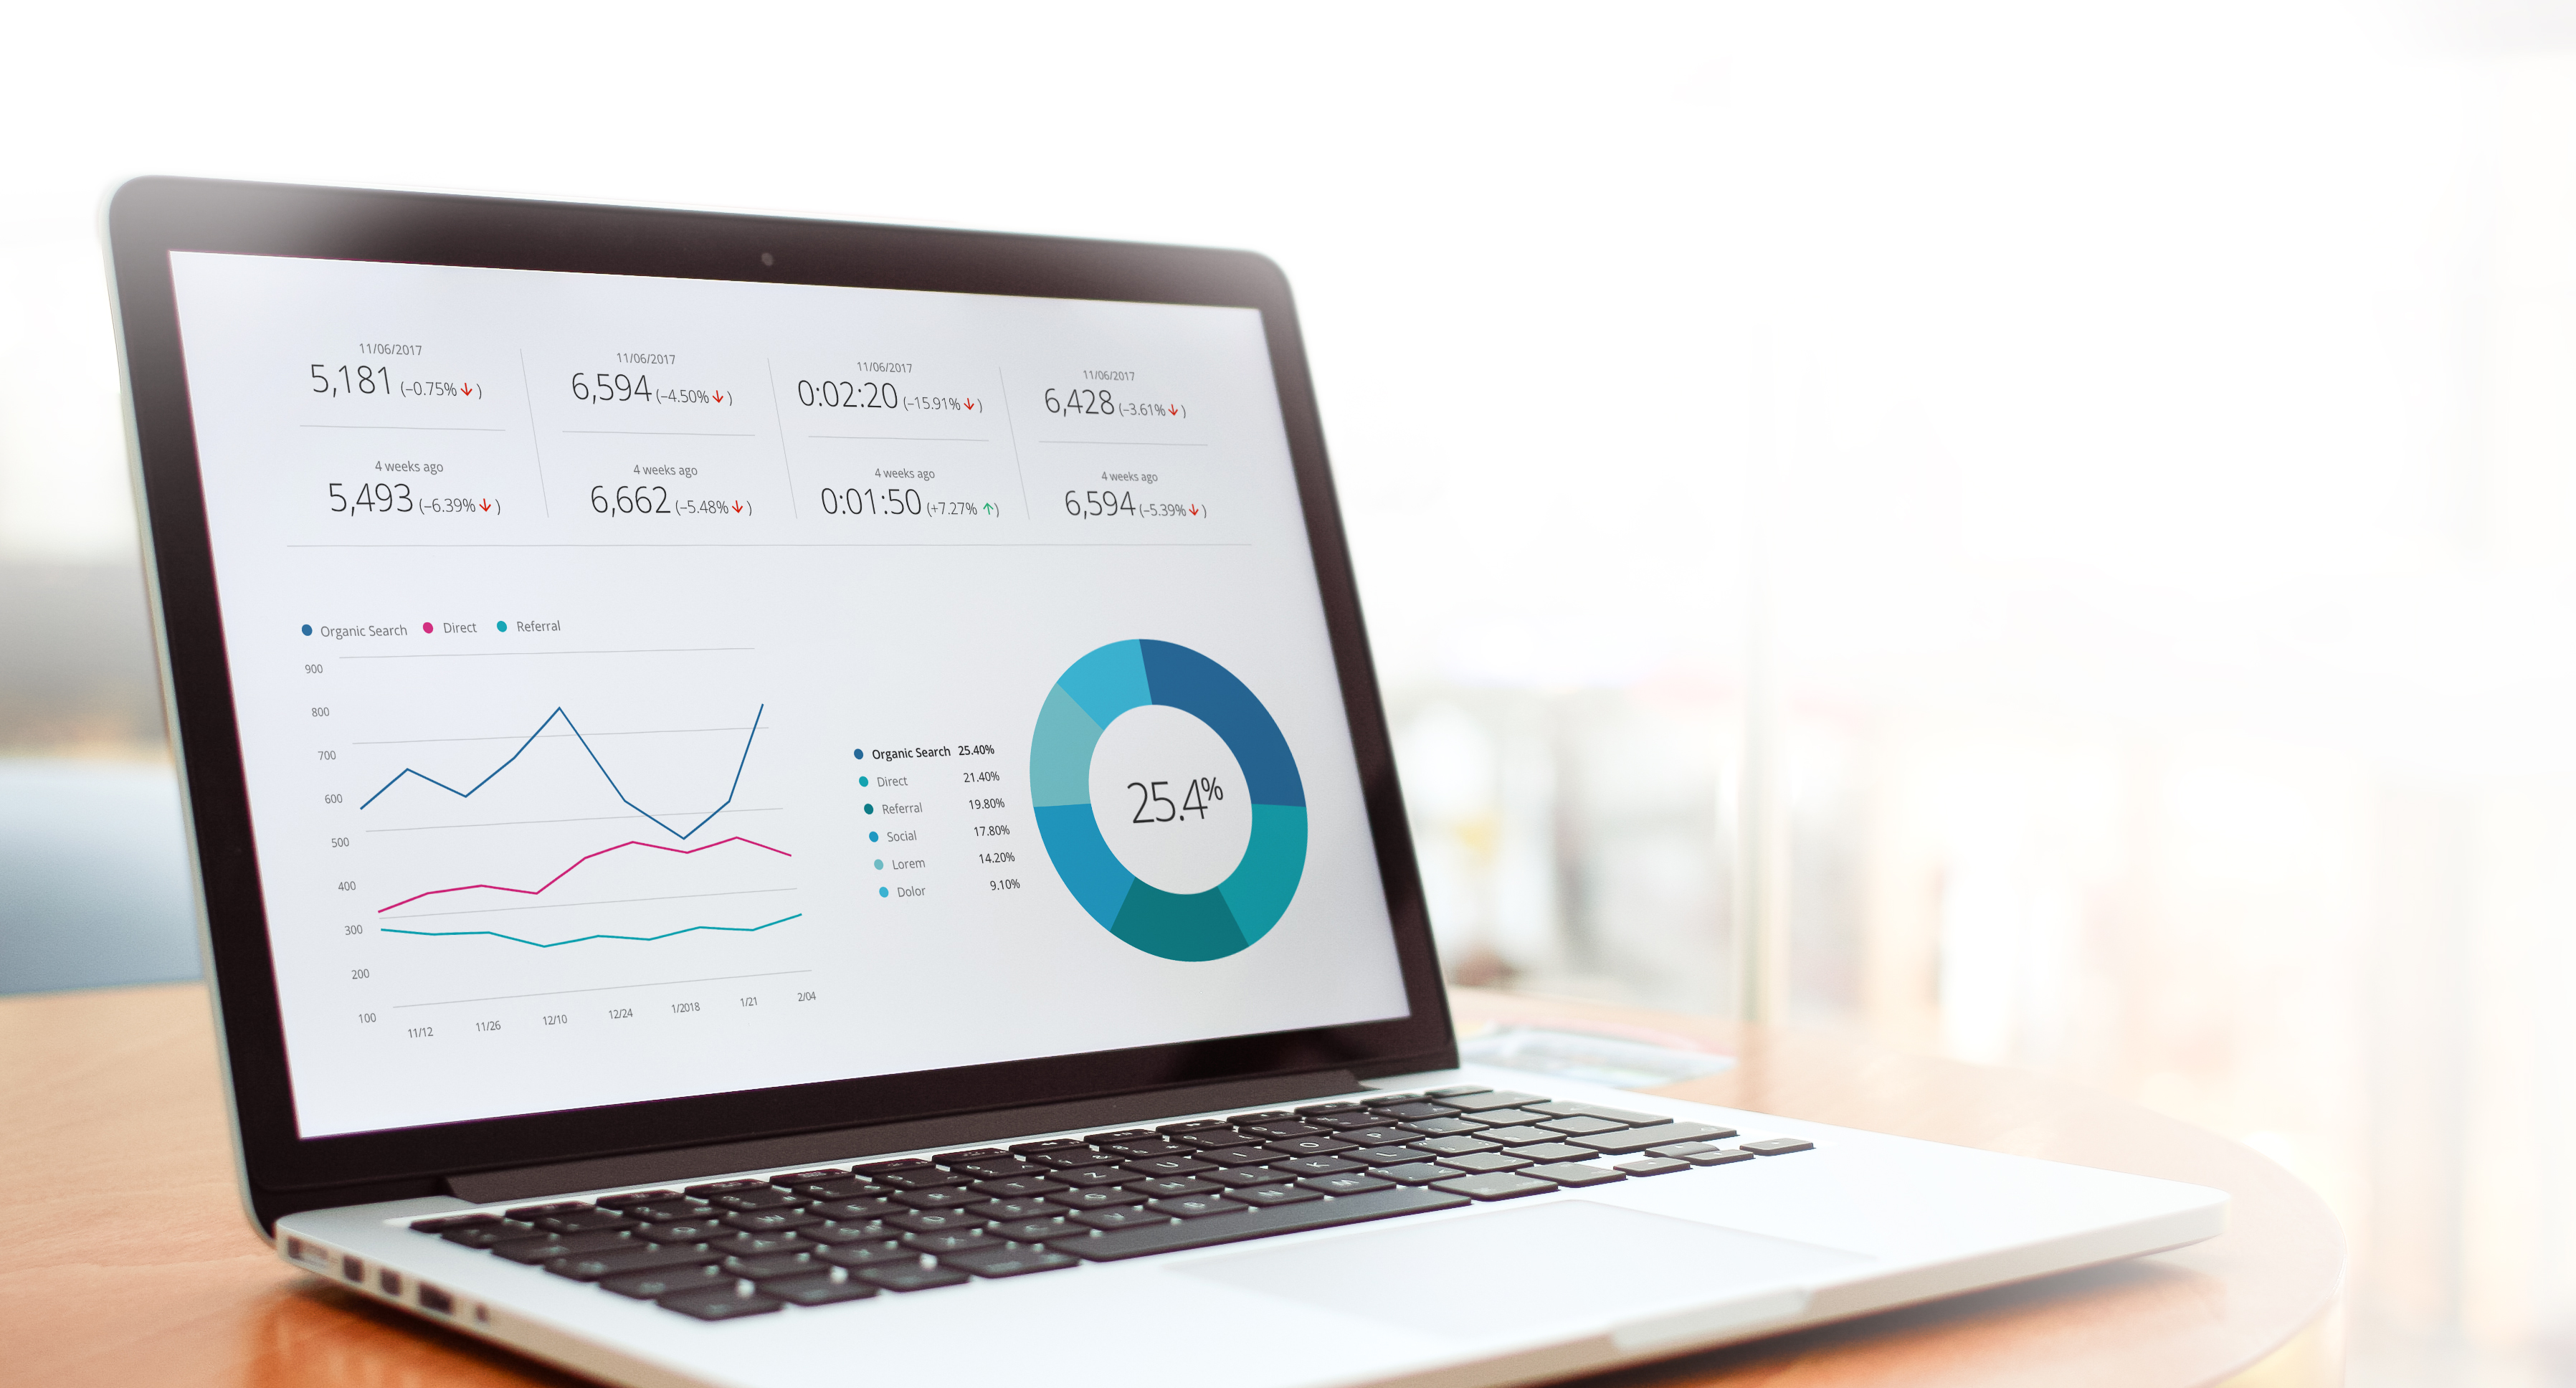 11/06/2017
5,181 (–0.75% ↓)
11/06/2017
6,594 (–4.50% ↓)
11/06/2017
0:02:20 (–15.91% ↓)
11/06/2017
6,428 (–3.61% ↓)
4 weeks ago
5,493 (–6.39% ↓)
4 weeks ago
6,662 (–5.48% ↓)
4 weeks ago
0:01:50 (+7.27% ↑)
4 weeks ago
6,594 (–5.39% ↓)
Organic Search Direct Referral
900
800
700
600
500
400
300
200
100
11/12 11/26 12/10 12/24 1/2018 1/21 2/04
Organic Search 25.40%
Direct 21.40%
Referral 19.80%
Social 17.80%
Lorem 14.20%
Dolor 9.10%
25.4%